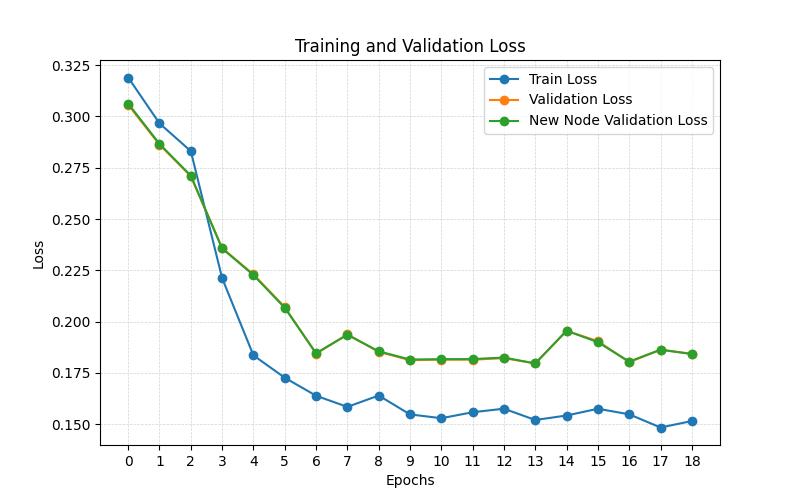 Training and Validation Loss
Train Loss
Validation Loss
New Node Validation Loss
Loss
0.325
0.300
0.275
0.250
0.225
0.200
0.175
0.150
0 1 2 3 4 5 6 7 8 9 10 11 12 13 14 15 16 17 18
Epochs